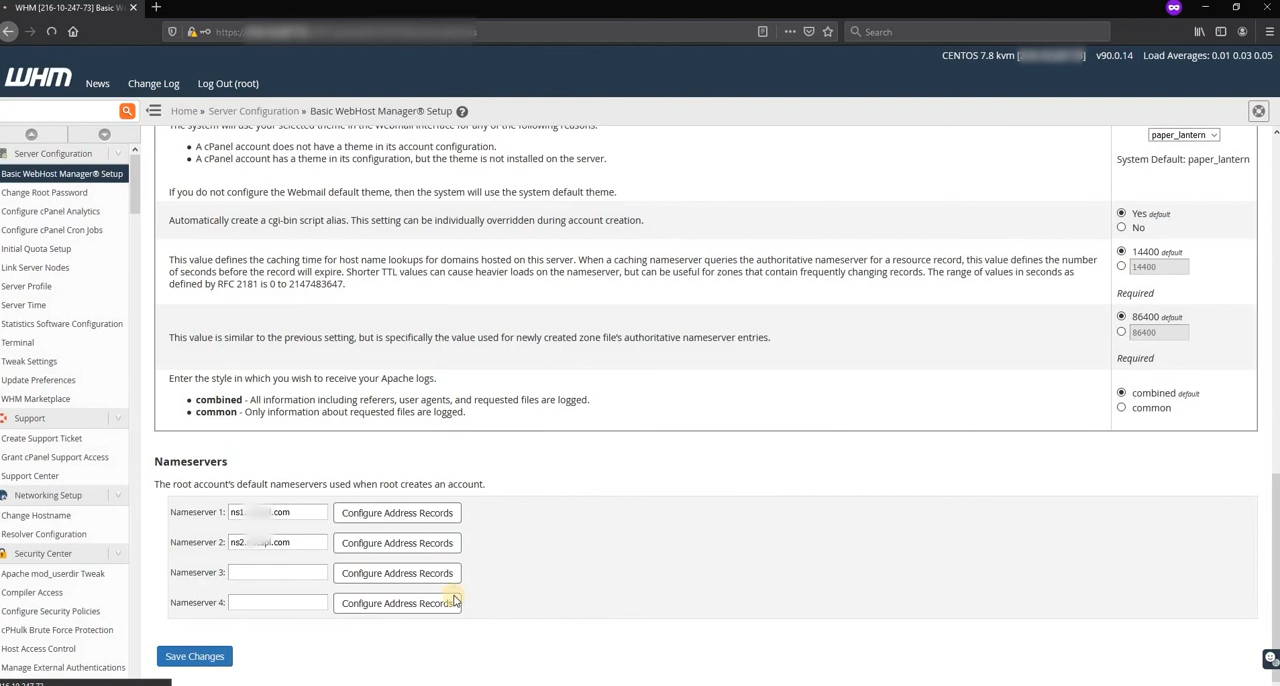 WHM [216-10-247-73] Basic W
https:
Search
CENTOS 7.8 kvm
v90.0.14
Load Averages: 0.01 0.03 0.05
WHM
News
Change Log
Log Out (root)
Home » Server Configuration » Basic WebHost Manager® Setup
Server Configuration
Basic WebHost Manager® Setup
Change Root Password
Configure cPanel Analytics
Configure cPanel Cron Jobs
Initial Quota Setup
Link Server Nodes
Server Profile
Server Time
Statistics Software Configuration
Terminal
Tweak Settings
Update Preferences
WHM Marketplace
Support
Create Support Ticket
Grant cPanel Support Access
Support Center
Networking Setup
Change Hostname
Resolver Configuration
Security Center
Apache mod_userdir Tweak
Compiler Access
Configure Security Policies
cPHulk Brute Force Protection
Host Access Control
Manage External Authentications
The system will use your selected theme in the Webmail interface for any of the following reasons:
• A cPanel account does not have a theme in its account configuration.
• A cPanel account has a theme in its configuration, but the theme is not installed on the server.
If you do not configure the Webmail default theme, then the system will use the system default theme.
paper_lantern
System Default: paper_lantern
Automatically create a cgi-bin script alias. This setting can be individually overridden during account creation.
Yes default
No
This value defines the caching time for host name lookups for domains hosted on this server. When a caching nameserver queries the authoritative nameserver for a resource record, this value defines the number
of seconds before the record will expire. Shorter TTL values can cause heavier loads on the nameserver, but can be useful for zones that contain frequently changing records. The range of values in seconds as
defined by RFC 2181 is 0 to 2147483647.
14400 default
14400
Required
This value is similar to the previous setting, but is specifically the value used for newly created zone file's authoritative nameserver entries.
86400 default
86400
Required
Enter the style in which you wish to receive your Apache logs.
• combined - All information including referers, user agents, and requested files are logged.
• common - Only information about requested files are logged.
combined default
common
Nameservers
The root account's default nameservers used when root creates an account.
Nameserver 1: ns1. .com Configure Address Records
Nameserver 2: ns2. .com Configure Address Records
Nameserver 3: Configure Address Records
Nameserver 4: Configure Address Records
Save Changes
216-10-247-73